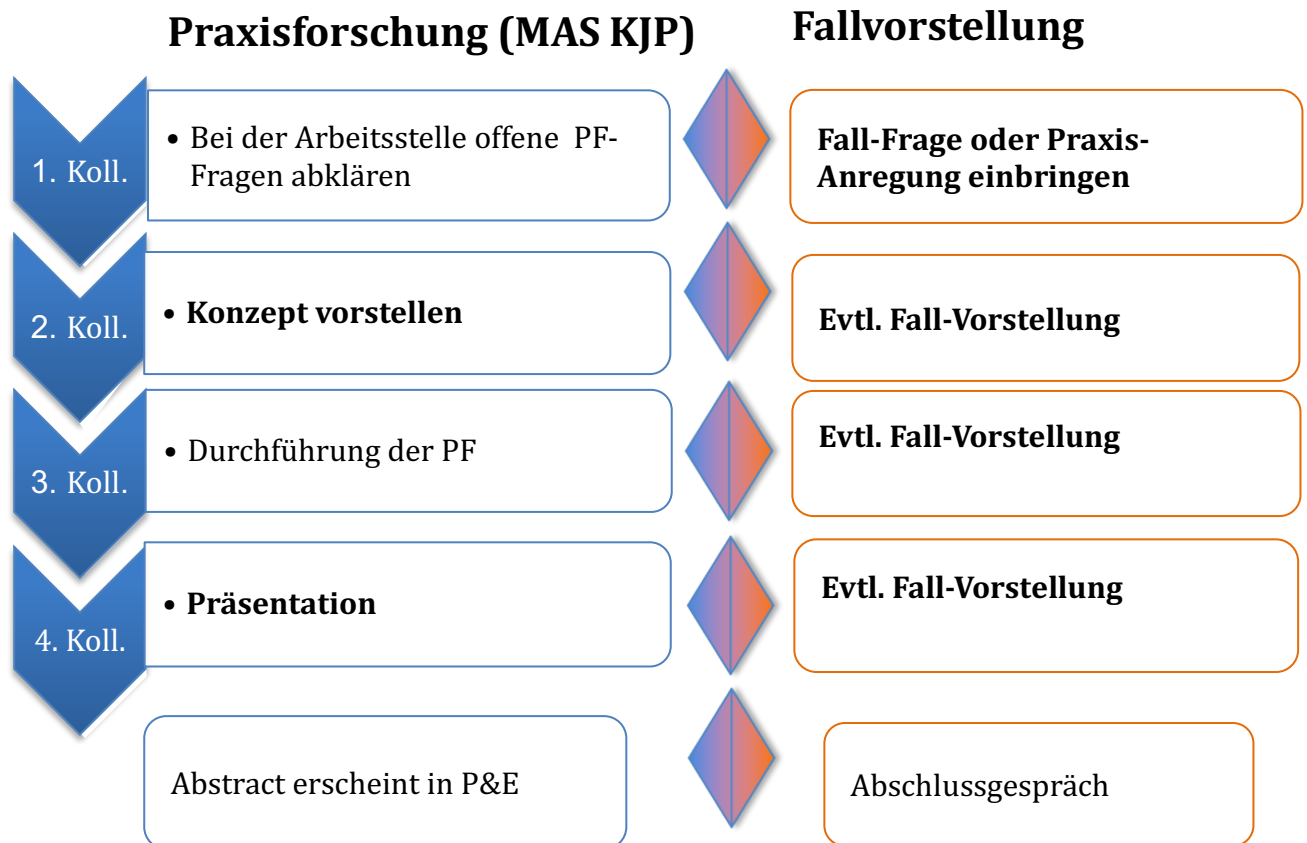 Praxisforschung (MAS KJP)
Fallvorstellung
1. Koll.
• Bei der Arbeitsstelle offene PF-
Fragen abklären
Fall-Frage oder Praxis-
Anregung einbringen
2. Koll.
• Konzept vorstellen
Evtl. Fall-Vorstellung
3. Koll.
• Durchführung der PF
Evtl. Fall-Vorstellung
4. Koll.
• Präsentation
Evtl. Fall-Vorstellung
Abstract erscheint in P&E
Abschlussgespräch